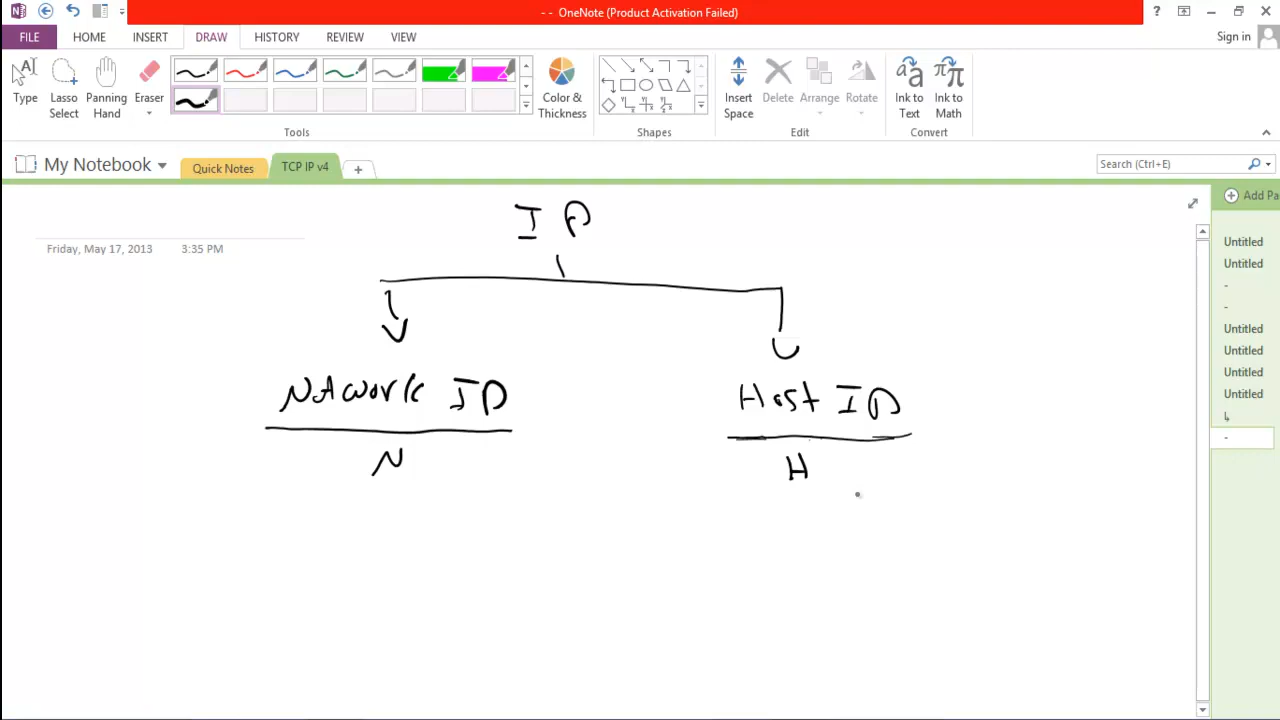 - - OneNote (Product Activation Failed)
?
FILE HOME INSERT DRAW HISTORY REVIEW VIEW
Sign in
Type Lasso Select Panning Hand Eraser
Color & Thickness
Insert Space Delete Arrange Rotate
Ink to Text Ink to Math
Tools Shapes Edit Convert
My Notebook Quick Notes TCP IP v4 +
Search (Ctrl+E)
Add Pa
IP
Friday, May 17, 2013 3:35 PM
Network ID Host ID
N H
Untitled
Untitled
-
-
Untitled
Untitled
Untitled
Untitled
↳
-